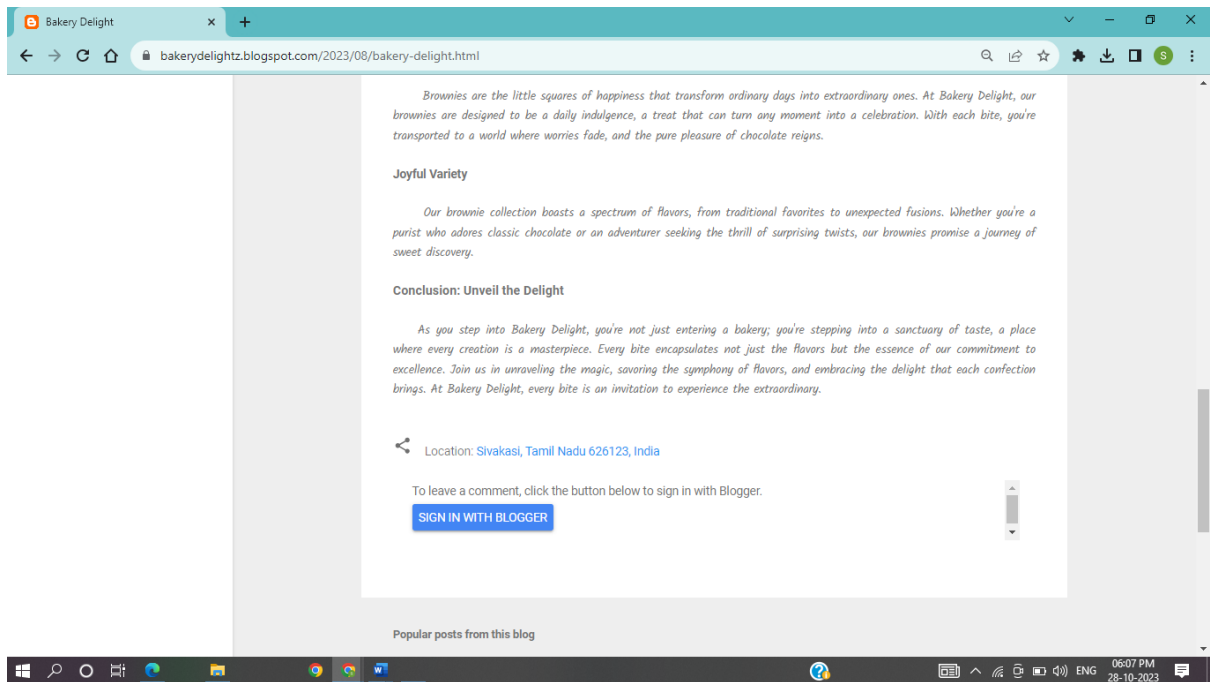 Bakery Delight
bakerydelightz.blogspot.com/2023/08/bakery-delight.html
S
Brownies are the little squares of happiness that transform ordinary days into extraordinary ones. At Bakery Delight, our
brownies are designed to be a daily indulgence, a treat that can turn any moment into a celebration. With each bite, you're
transported to a world where worries fade, and the pure pleasure of chocolate reigns.
Joyful Variety
Our brownie collection boasts a spectrum of flavors, from traditional favorites to unexpected fusions. Whether you're a
purist who adores classic chocolate or an adventurer seeking the thrill of surprising twists, our brownies promise a journey of
sweet discovery.
Conclusion: Unveil the Delight
As you step into Bakery Delight, you're not just entering a bakery; you're stepping into a sanctuary of taste, a place
where every creation is a masterpiece. Every bite encapsulates not just the flavors but the essence of our commitment to
excellence. Join us in unraveling the magic, savoring the symphony of flavors, and embracing the delight that each confection
brings. At Bakery Delight, every bite is an invitation to experience the extraordinary.
Location: Sivakasi, Tamil Nadu 626123, India
To leave a comment, click the button below to sign in with Blogger.
SIGN IN WITH BLOGGER
Popular posts from this blog
ENG
06:07 PM
28-10-2023